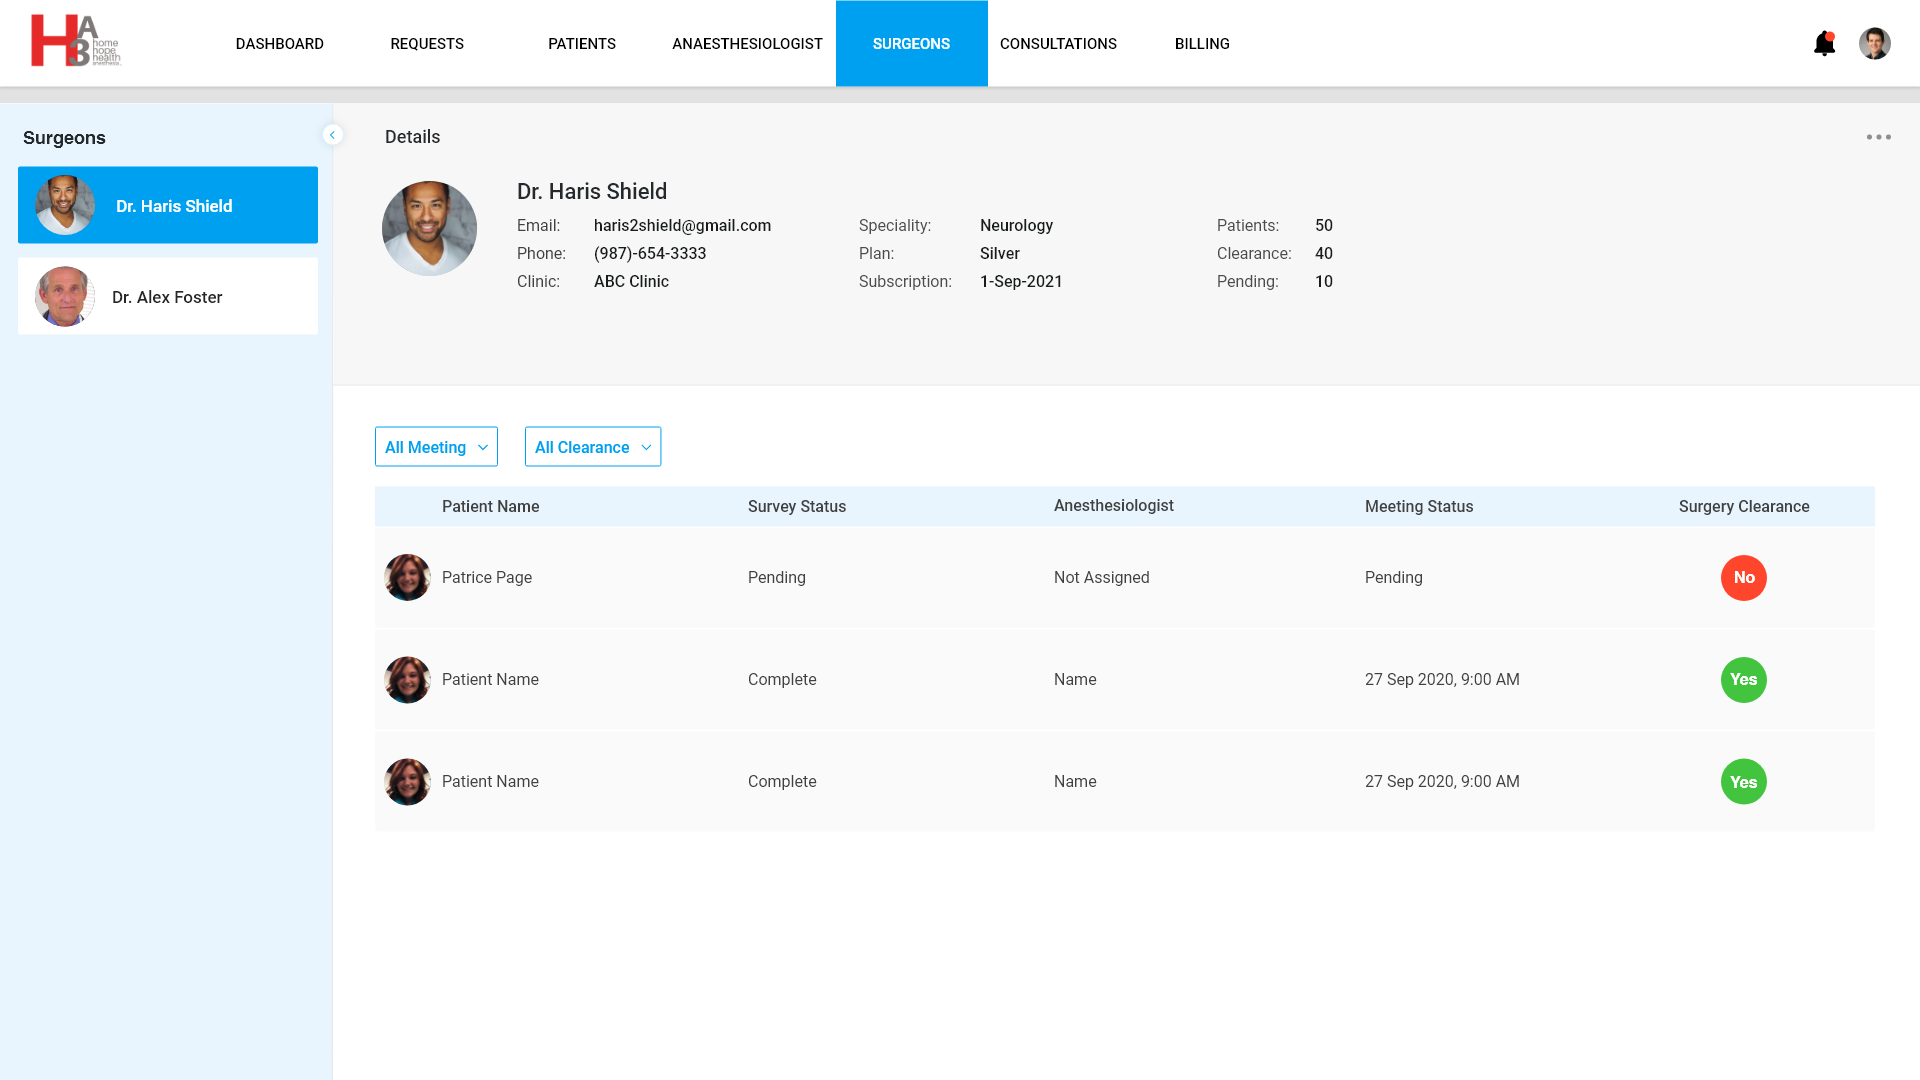 HA3
home
hope
health
DASHBOARD REQUESTS PATIENTS ANAESTHESIOLOGIST SURGEONS CONSULTATIONS BILLING
Surgeons
Dr. Haris Shield
Dr. Alex Foster
Details
Dr. Haris Shield
Email: haris2shield@gmail.com Speciality: Neurology Patients: 50
Phone: (987)-654-3333 Plan: Silver Clearance: 40
Clinic: ABC Clinic Subscription: 1-Sep-2021 Pending: 10
All Meeting All Clearance
Patient Name Survey Status Anesthesiologist Meeting Status Surgery Clearance
Patrice Page Pending Not Assigned Pending No
Patient Name Complete Name 27 Sep 2020, 9:00 AM Yes
Patient Name Complete Name 27 Sep 2020, 9:00 AM Yes